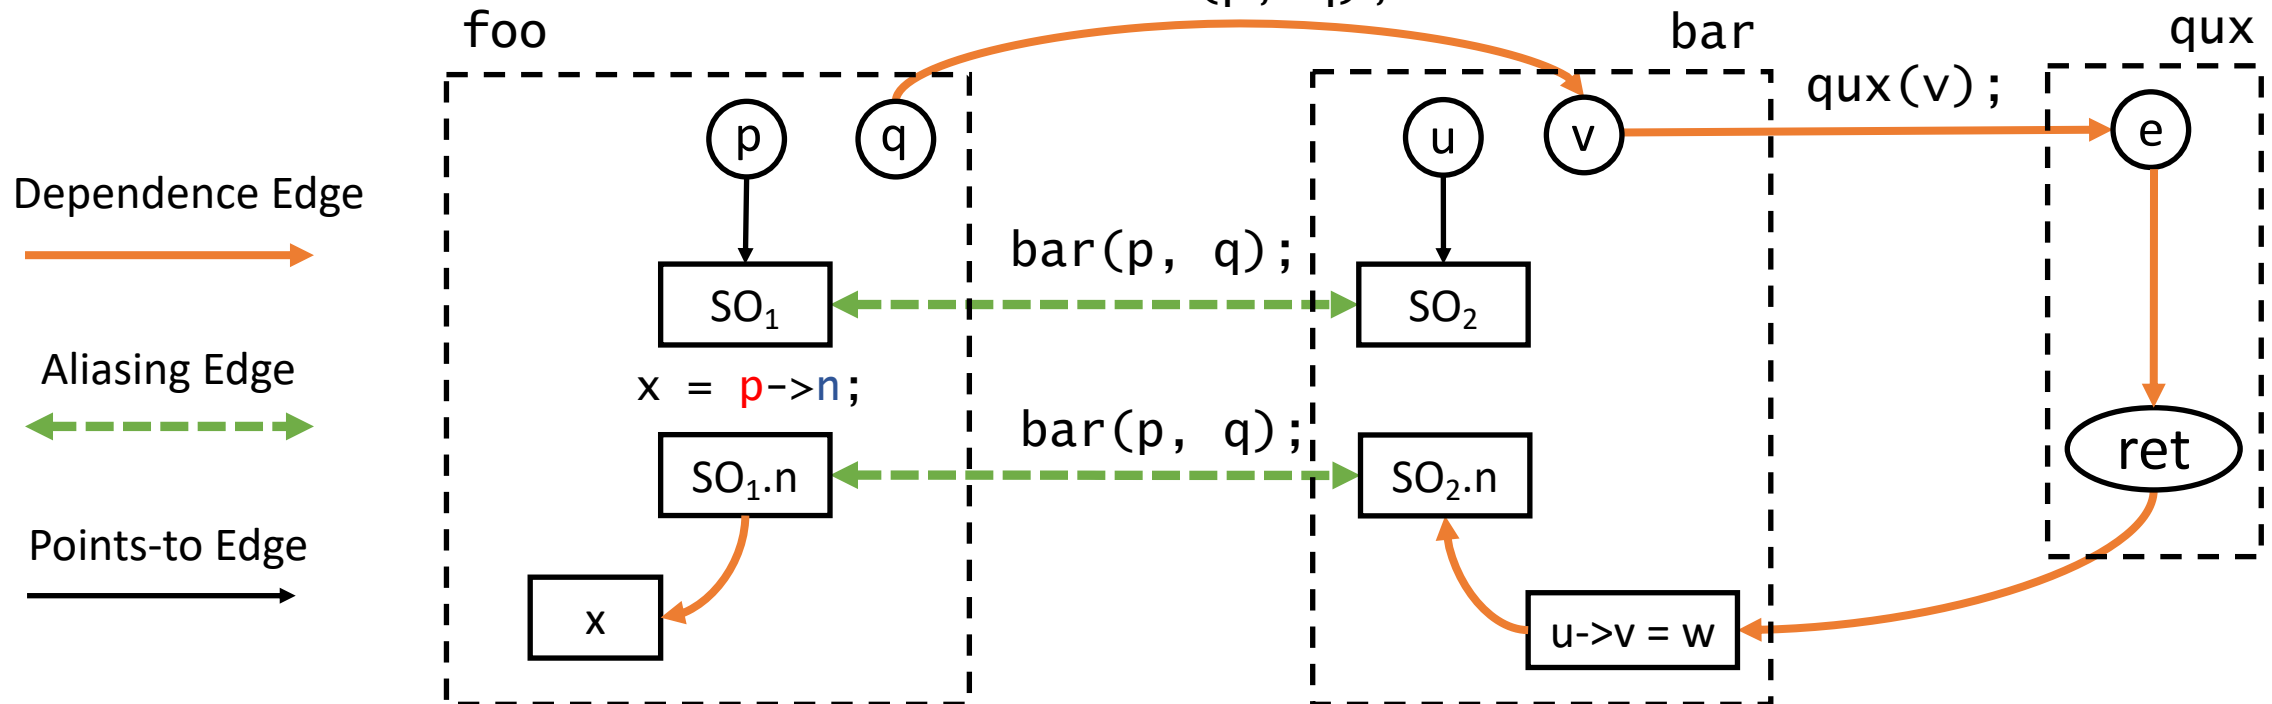 foo
bar
qux
qux(v);
p
q
u
v
e
Dependence Edge
bar(p, q);
SO₁
SO₂
Aliasing Edge
x = p->n;
bar(p, q);
SO₁.n
SO₂.n
ret
Points-to Edge
x
u->v = w